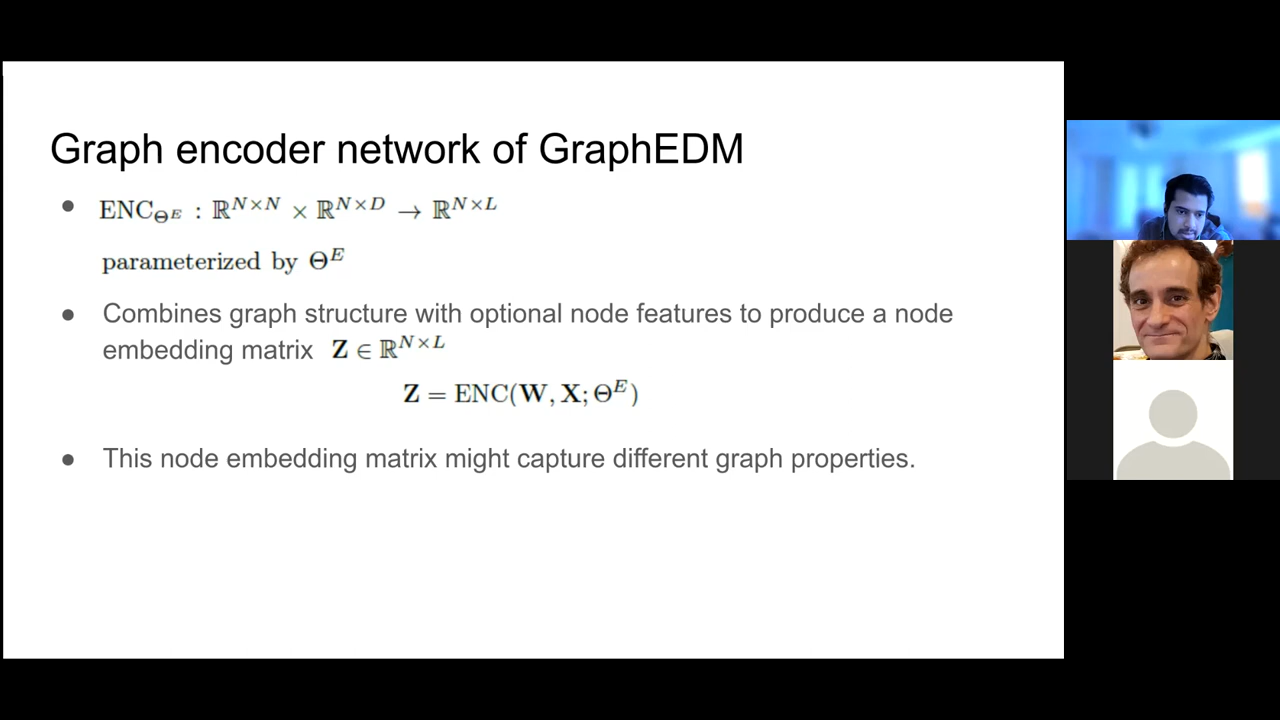 Graph encoder network of GraphEDM
● ENC_{Θ^E} : ℝ^{N×N} × ℝ^{N×D} → ℝ^{N×L}
parameterized by Θ^E
● Combines graph structure with optional node features to produce a node
embedding matrix Z ∈ ℝ^{N×L}
Z = ENC(W, X; Θ^E)
● This node embedding matrix might capture different graph properties.